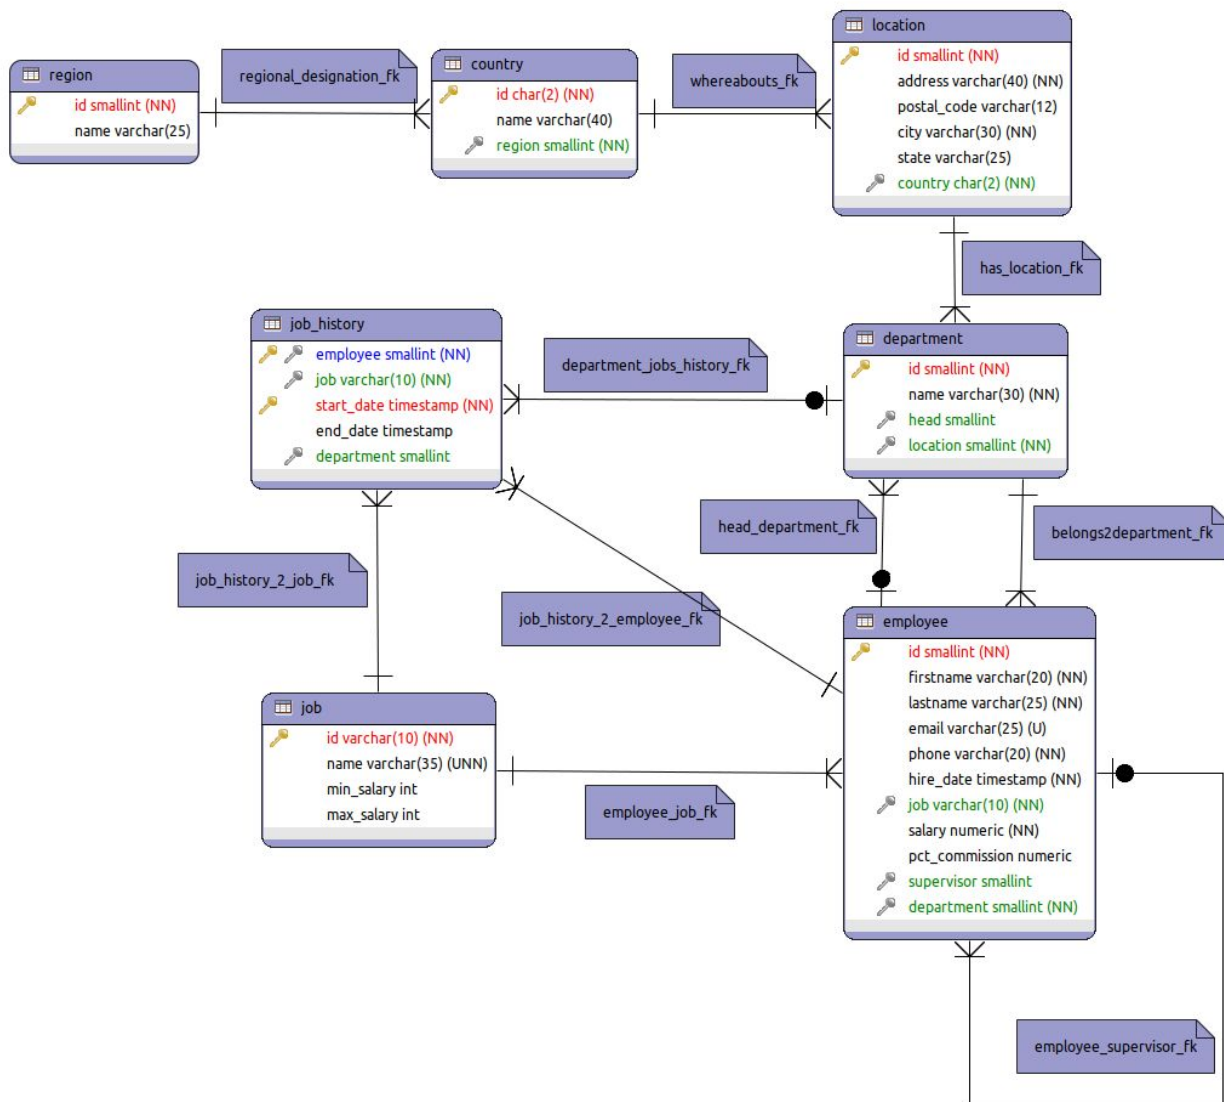 region
id smallint (NN)
name varchar(25)
regional_designation_fk
country
id char(2) (NN)
name varchar(40)
region smallint (NN)
whereabouts_fk
location
id smallint (NN)
address varchar(40) (NN)
postal_code varchar(12)
city varchar(30) (NN)
state varchar(25)
country char(2) (NN)
has_location_fk
job_history
employee smallint (NN)
job varchar(10) (NN)
start_date timestamp (NN)
end_date timestamp
department smallint
department_jobs_history_fk
department
id smallint (NN)
name varchar(30) (NN)
head smallint
location smallint (NN)
head_department_fk
belongs2department_fk
job_history_2_job_fk
job_history_2_employee_fk
employee
id smallint (NN)
firstname varchar(20) (NN)
lastname varchar(25) (NN)
email varchar(25) (U)
phone varchar(20) (NN)
hire_date timestamp (NN)
job varchar(10) (NN)
salary numeric (NN)
pct_commission numeric
supervisor smallint
department smallint (NN)
job
id varchar(10) (NN)
name varchar(35) (UNN)
min_salary int
max_salary int
employee_job_fk
employee_supervisor_fk